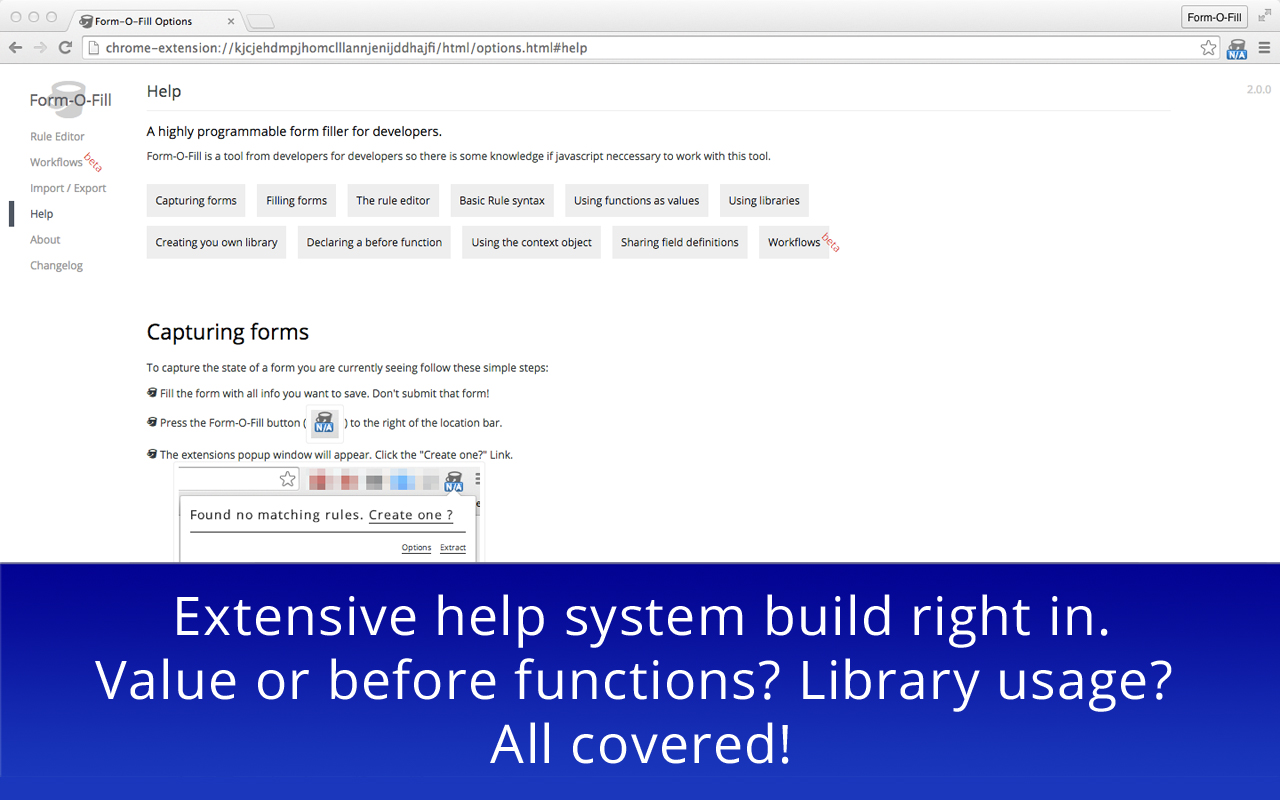 Form-O-Fill Options
Form-O-Fill
chrome-extension://kjcjehdmpjhomclllannjenijddhajfi/html/options.html#help
N/A
Form-O-Fill
Help
2.0.0
Rule Editor
Workflows beta
Import / Export
Help
About
Changelog
A highly programmable form filler for developers.
Form-O-Fill is a tool from developers for developers so there is some knowledge if javascript neccessary to work with this tool.
Capturing forms Filling forms The rule editor Basic Rule syntax Using functions as values Using libraries
Creating you own library Declaring a before function Using the context object Sharing field definitions Workflows beta
Capturing forms
To capture the state of a form you are currently seeing follow these simple steps:
Fill the form with all info you want to save. Don't submit that form!
Press the Form-O-Fill button ( N/A ) to the right of the location bar.
The extensions popup window will appear. Click the "Create one?" Link.
N/A
Found no matching rules. Create one ?
Options Extract
Extensive help system build right in.
Value or before functions? Library usage?
All covered!